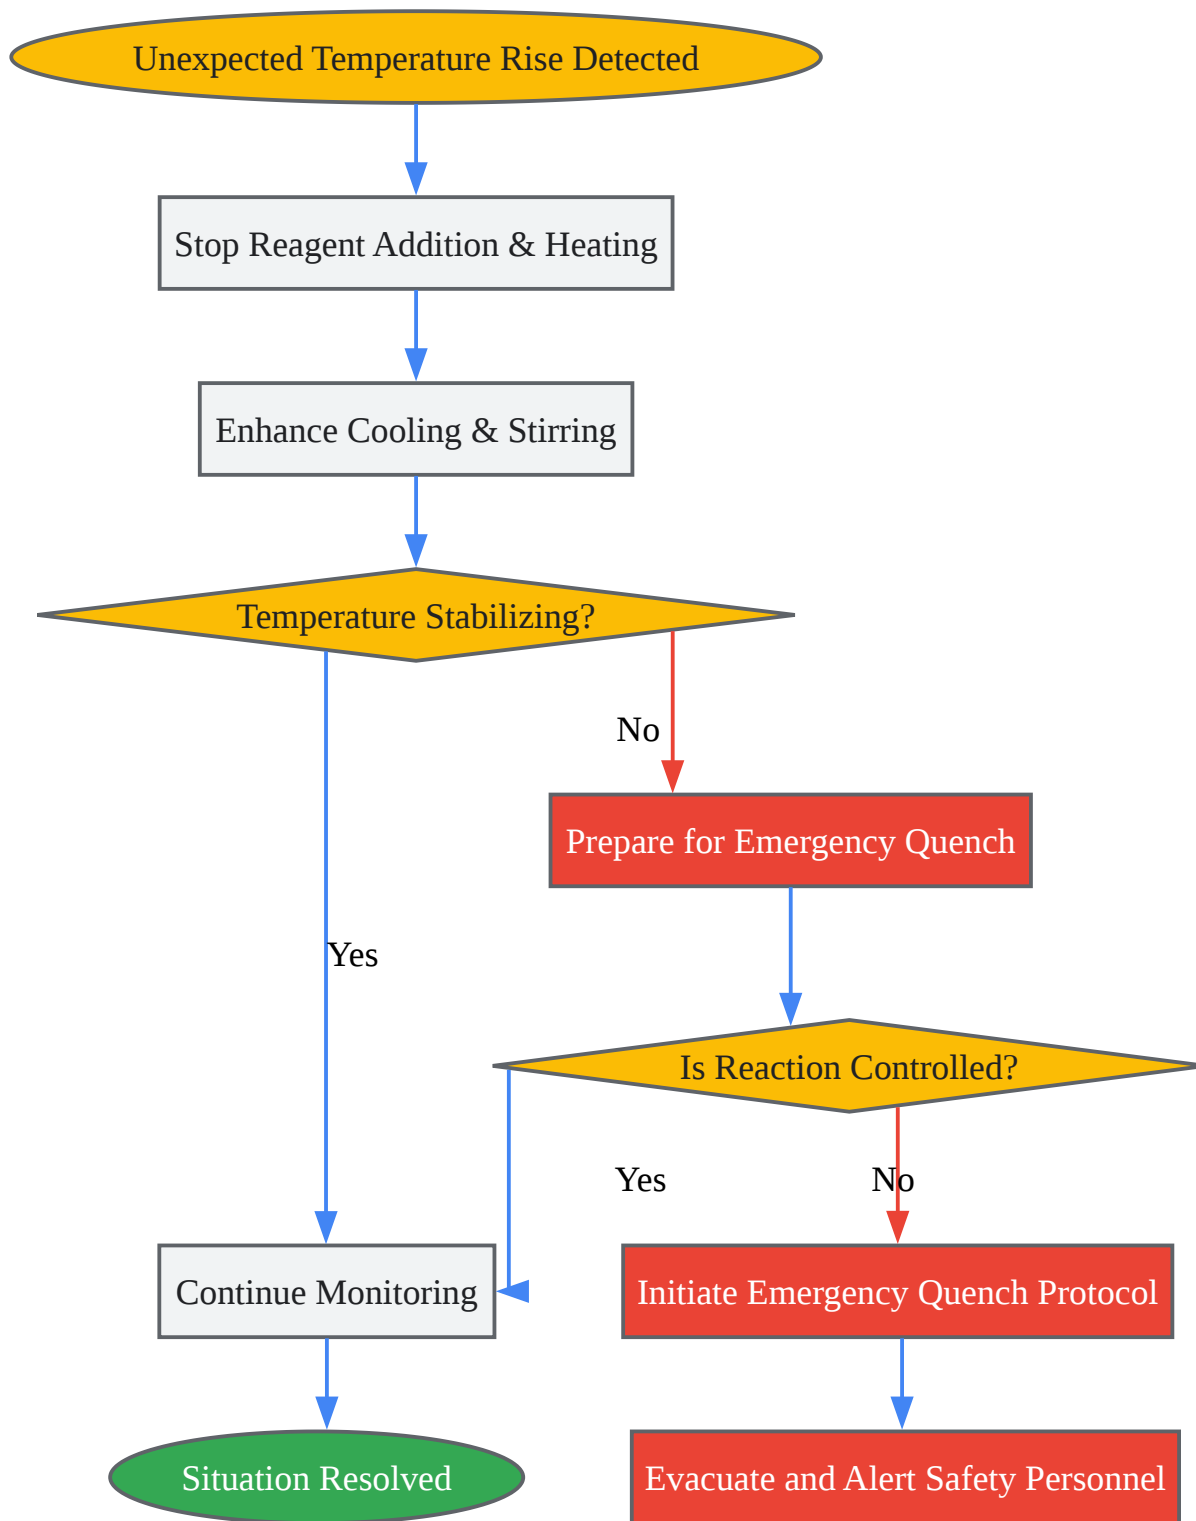 Unexpected Temperature Rise Detected
Stop Reagent Addition & Heating
Enhance Cooling & Stirring
Temperature Stabilizing?
No
Prepare for Emergency Quench
Yes
Is Reaction Controlled?
Yes
No
Continue Monitoring
Initiate Emergency Quench Protocol
Situation Resolved
Evacuate and Alert Safety Personnel